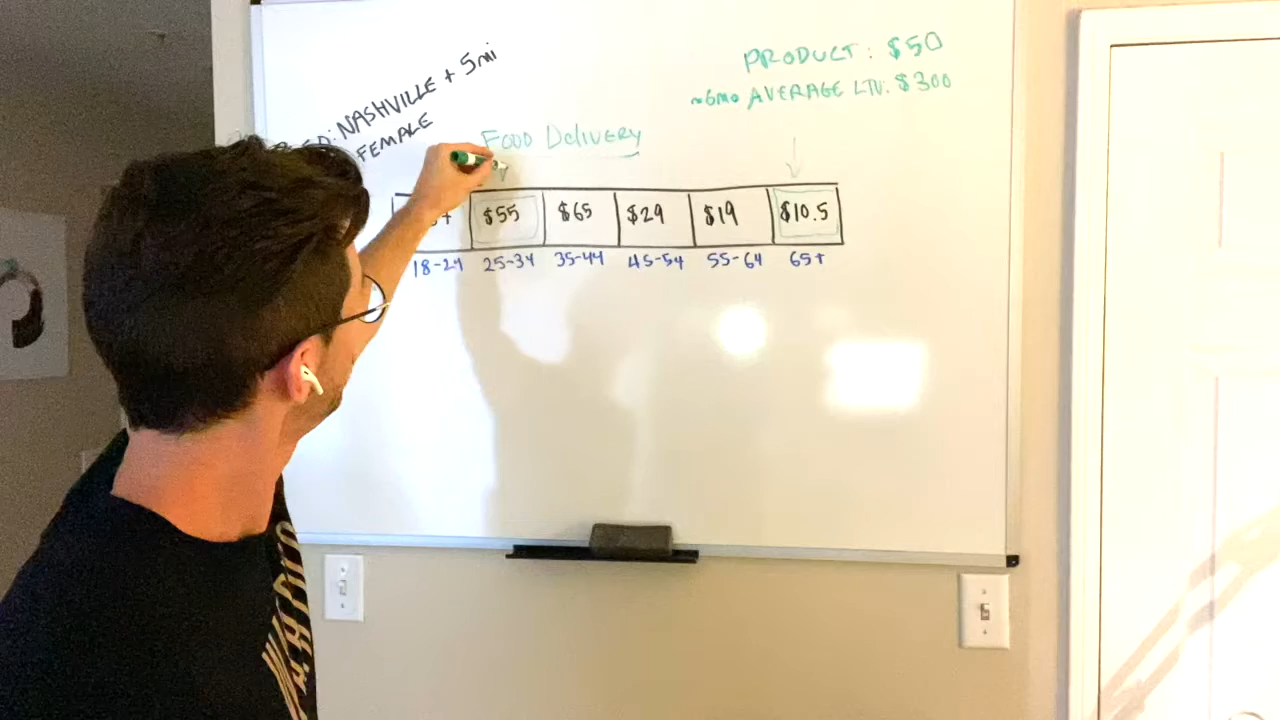 NASHVILLE + 5mi
FEMALE
PRODUCT: $50
~6mo AVERAGE LTV: $300
FOOD DeliveRY
$55 $65 $29 $19 $10.5
18-24 25-34 35-44 45-54 55-64 65+